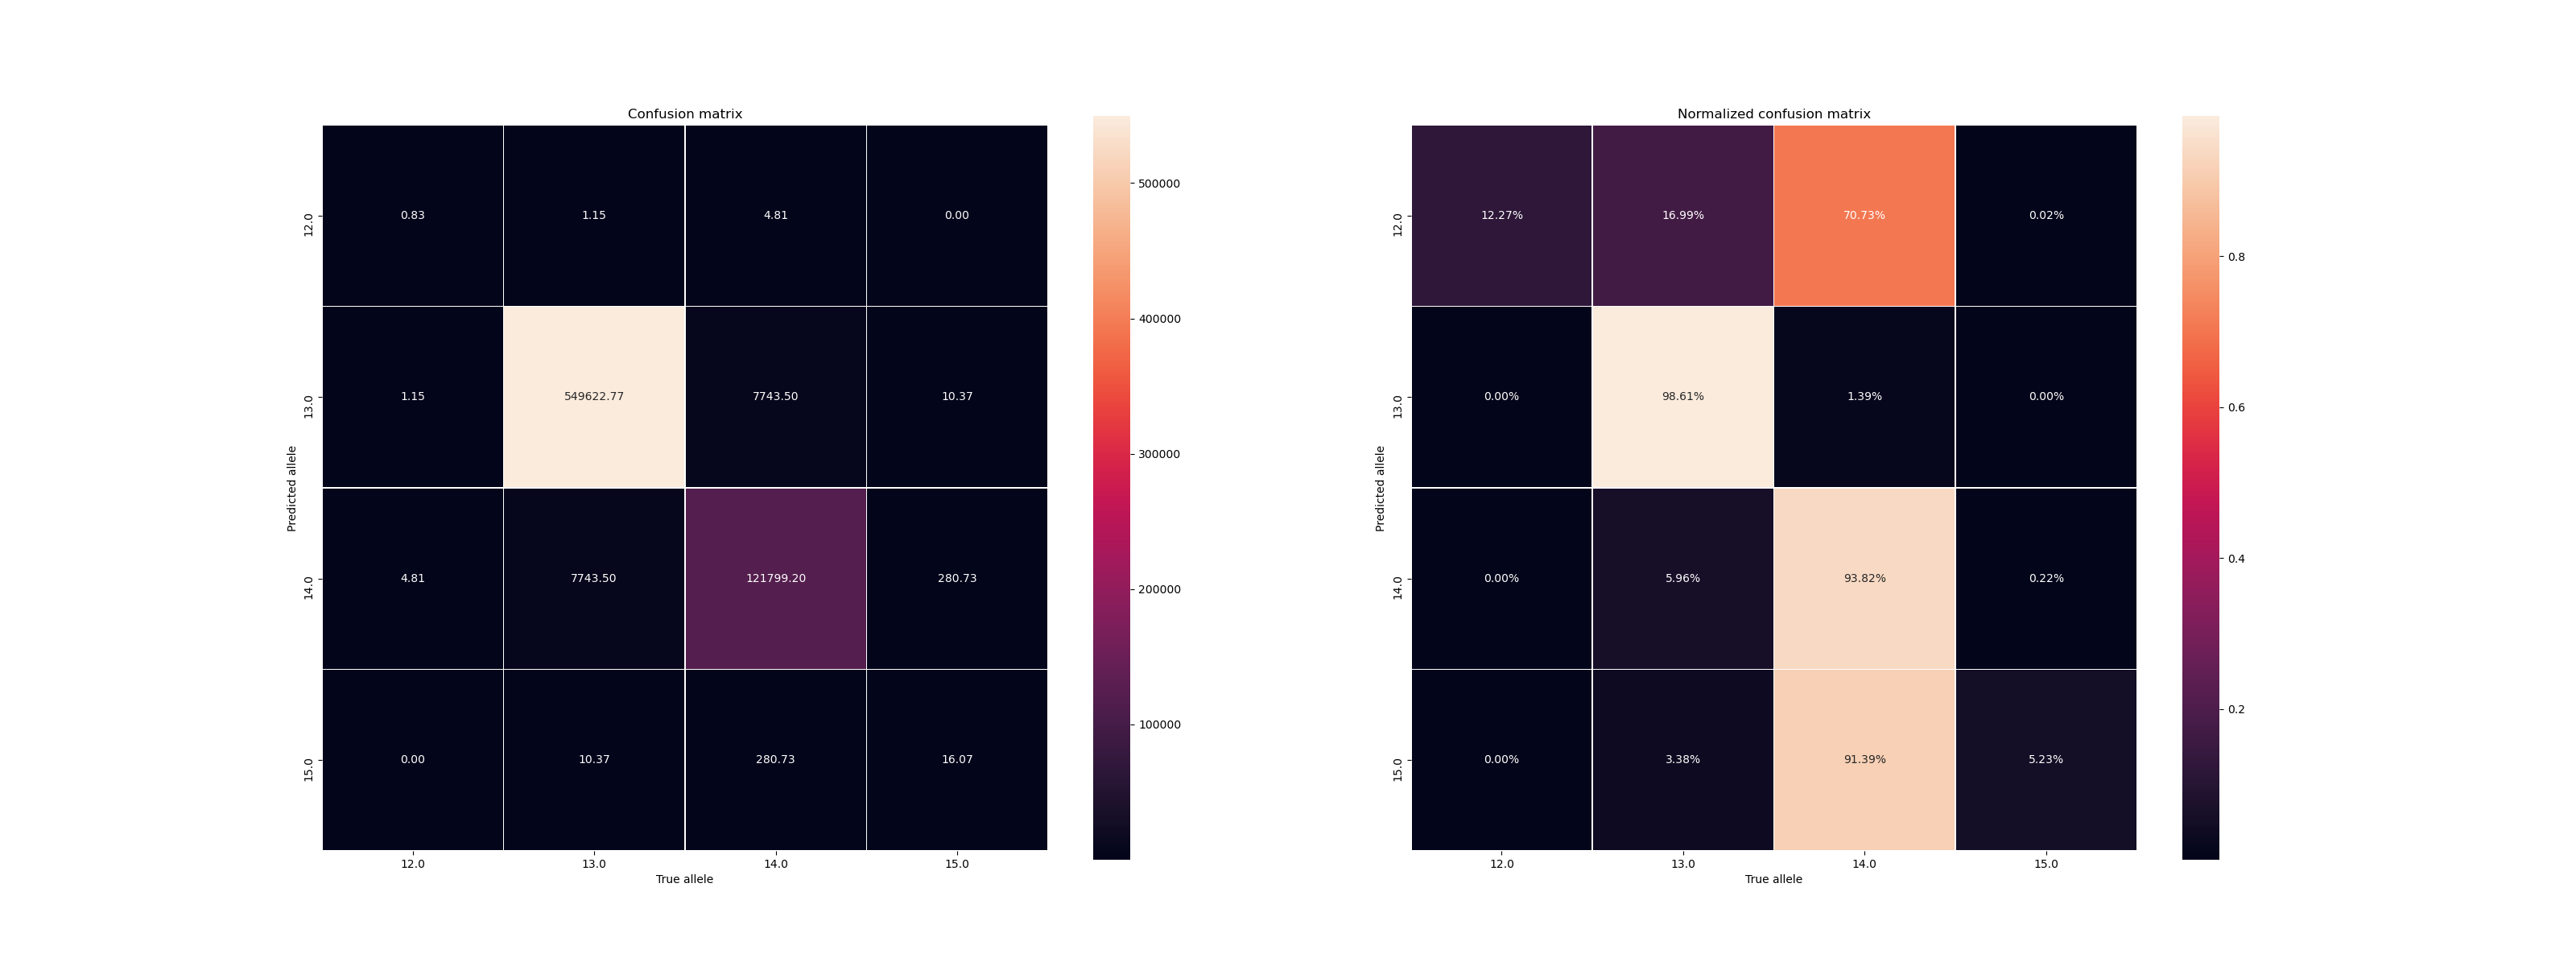 Confusion matrix
12.0 0.83 1.15 4.81 0.00
13.0 1.15 549622.77 7743.50 10.37
14.0 4.81 7743.50 121799.20 280.73
15.0 0.00 10.37 280.73 16.07
12.0 13.0 14.0 15.0
True allele
Predicted allele
500000
400000
300000
200000
100000
Normalized confusion matrix
12.0 12.27% 16.99% 70.73% 0.02%
13.0 0.00% 98.61% 1.39% 0.00%
14.0 0.00% 5.96% 93.82% 0.22%
15.0 0.00% 3.38% 91.39% 5.23%
12.0 13.0 14.0 15.0
True allele
Predicted allele
0.8
0.6
0.4
0.2